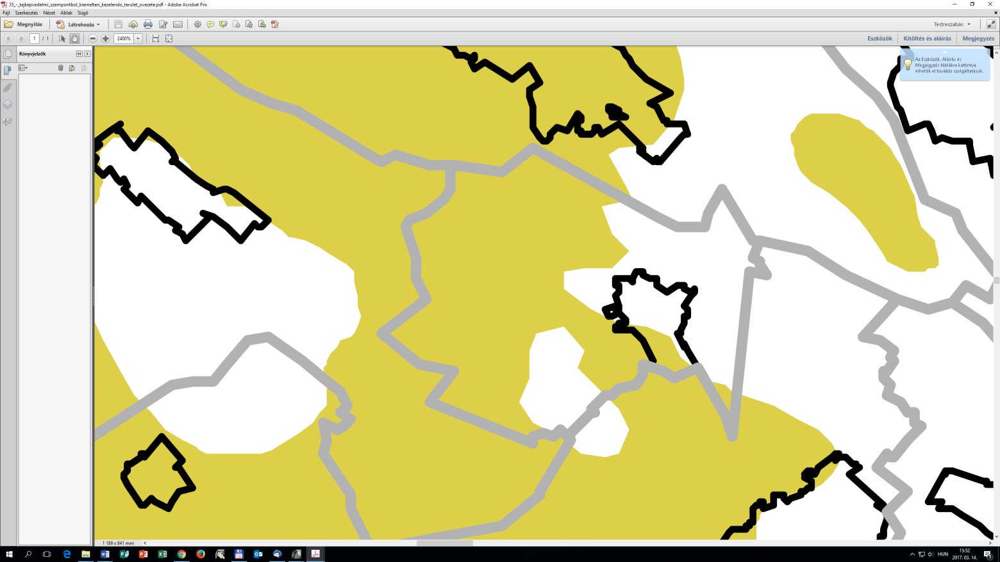 35_-_tajkepvedelmi_szempontbol_kiemelten_kezelendo_terulet_ovezete.pdf - Adobe Acrobat Pro
Fájl Szerkesztés Nézet Ablak Súgó
Megnyitás Létrehozás Testreszabás
1 / 1 2400% Eszközök Kitöltés és aláírás Megjegyzés
Könyvjelzők
Az Eszközök, Aláírás és
Megjegyzés táblákra kattintva
érhetők el további szolgáltatások.
1 189 x 841 mm
HUN
15:52
2017. 03. 14.